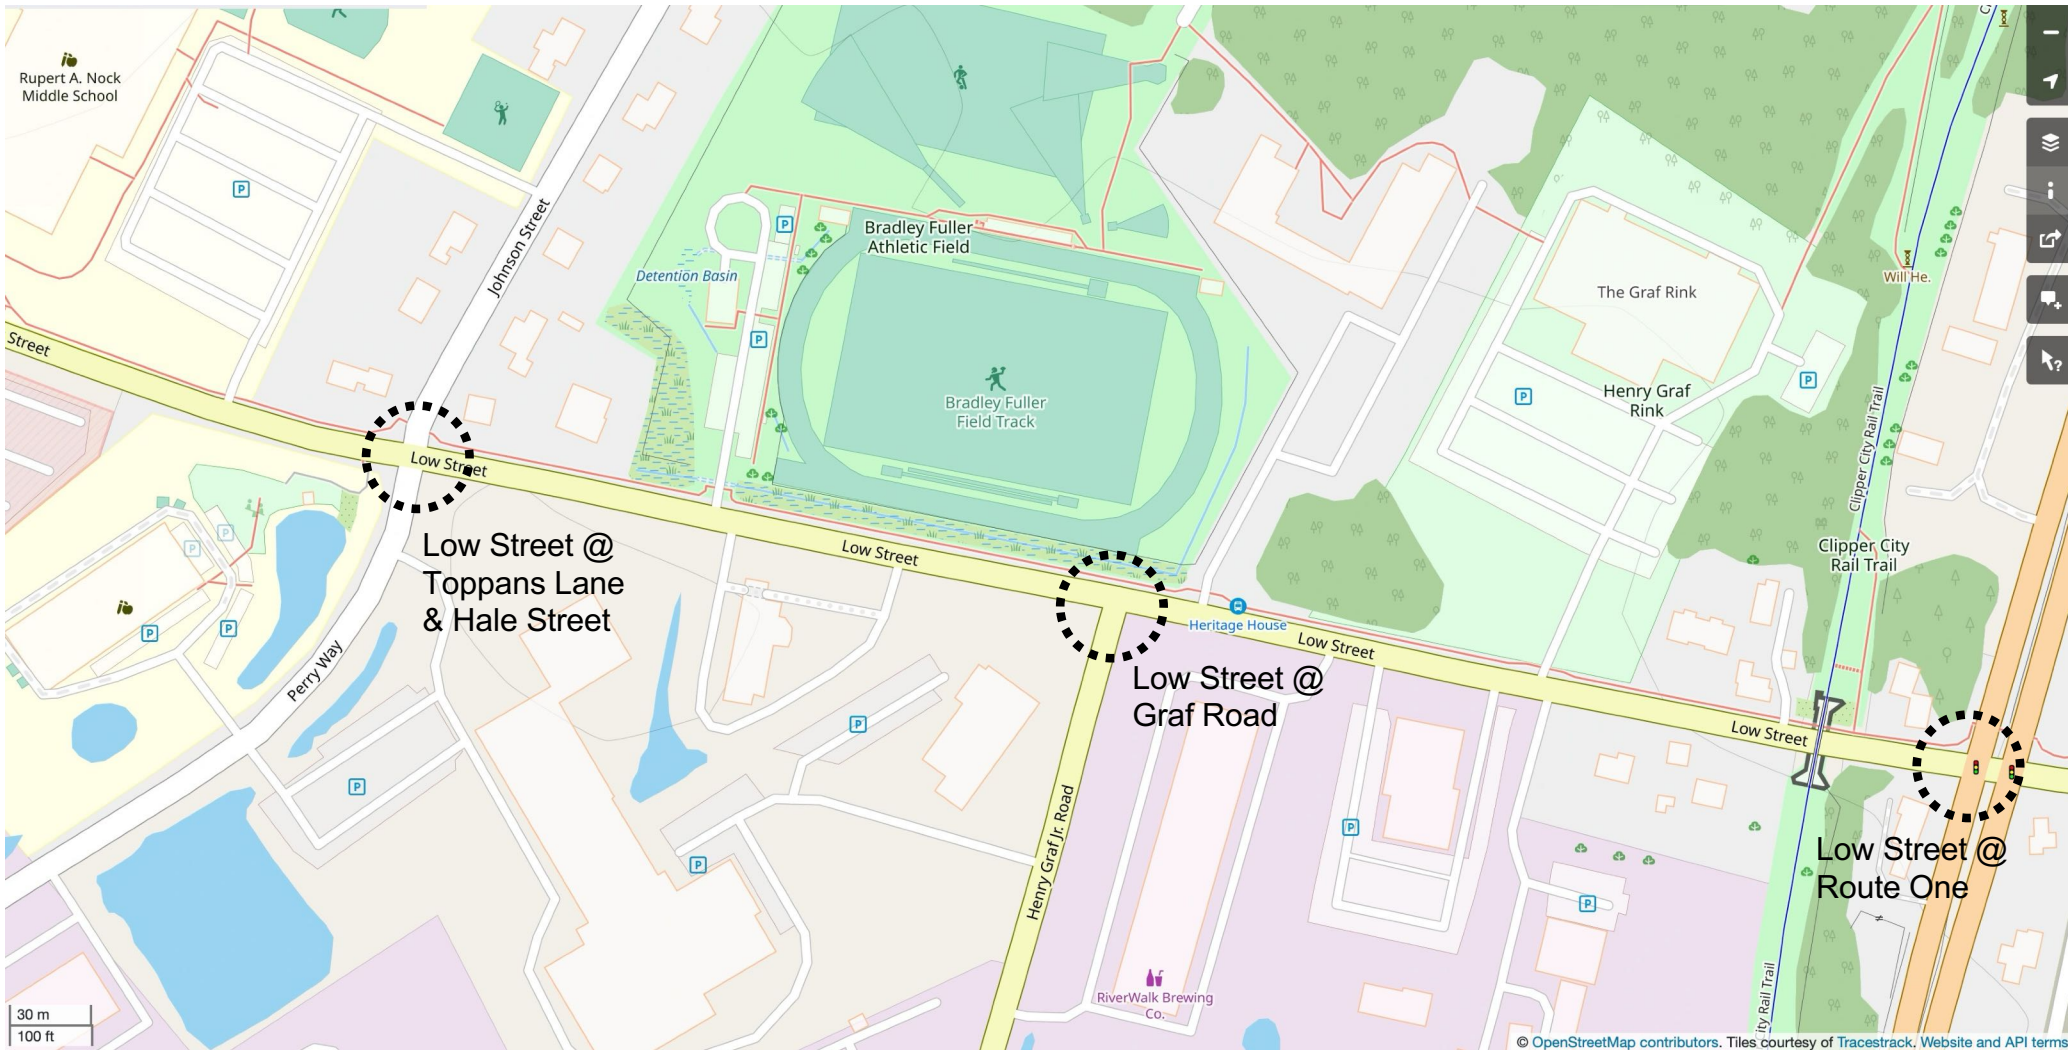 Rupert A. Nock
Middle School
P
Johnson Street
Street
Low Street
Low Street @
Toppans Lane
& Hale Street
Perry Way
P
P
P
P
P
Detention Basin
P
P
Bradley Fuller
Athletic Field
Bradley Fuller
Field Track
Low Street
Heritage House
Low Street @
Graf Road
Henry Graf Jr. Road
Low Street
P
P
RiverWalk Brewing
Co.
The Graf Rink
P
Henry Graf
Rink
P
Will He.
Clipper City Rail Trail
Clipper City
Rail Trail
Low Street
Low Street @
Route One
City Rail Trail
30 m
100 ft
© OpenStreetMap contributors. Tiles courtesy of Tracestrack. Website and API terms